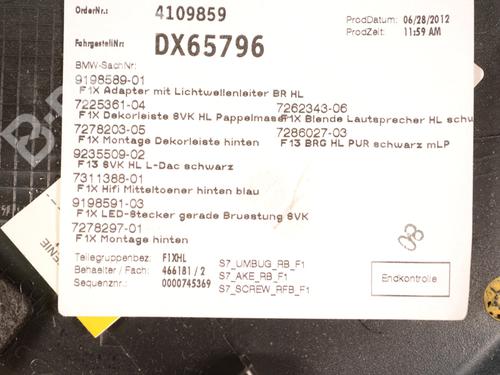 OrderNr: 4109859
ProdDatum: 06/28/2012
ProdZeit: 11:59 AM
FahrgestellNr: DX65796
BMW-SachNr:
9198589-01
F1X Adapter mit Lichtwellenleiter BR HL
7225361-04
F1X Dekorleiste SVK HL Pappelmase
7262343-06
F1X Blende Lautsprecher HL schw
7278203-05
F1X Montage Dekorleiste hinten
7286027-03
F13 BRG HL PUR schwarz mLP
9235509-02
F13 SVK HL L-Dac schwarz
7311388-01
F1X Hifi Mitteltoener hinten blau
9198591-03
F1X LED-Stecker gerade Bruestung SVK
7278297-01
F1X Montage hinten
Teilegruppenbez: F1XHL
Behaelter / Fach: 466181 / 2
Sequenznr.: 0000745369
S7_UMBUG_RB_F1
S7_AKE_RB_F1
S7_SCREW_RFB_F1
Endkontrolle